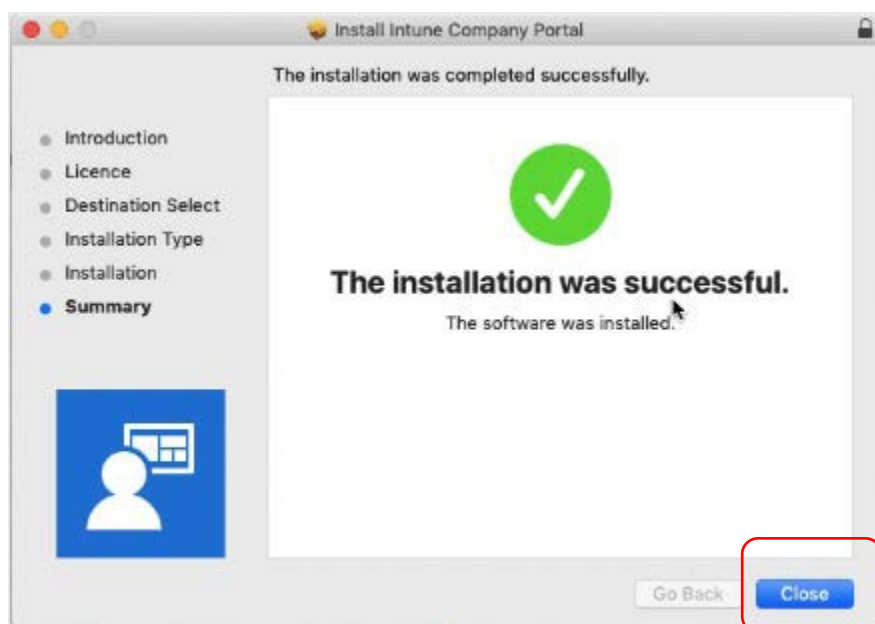 Install Intune Company Portal
The installation was completed successfully.
Introduction
Licence
Destination Select
Installation Type
Installation
Summary
The installation was successful.
The software was installed.
Go Back
Close